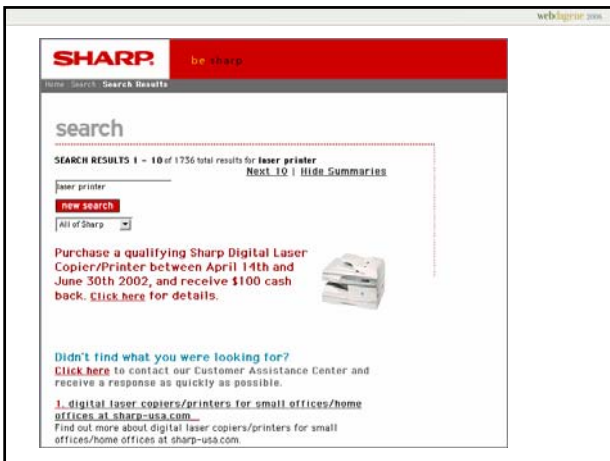 webdagene 2006
SHARP.
be sharp
Home Search Search Results
search
SEARCH RESULTS 1 - 10 of 1736 total results for laser printer
Next 10 | Hide Summaries
laser printer
new search
All of Sharp
Purchase a qualifying Sharp Digital Laser
Copier/Printer between April 14th and
June 30th 2002, and receive $100 cash
back. Click here for details.
Didn't find what you were looking for?
Click here to contact our Customer Assistance Center and
receive a response as quickly as possible.
1. digital laser copiers/printers for small offices/home
offices at sharp-usa.com
Find out more about digital laser copiers/printers for small
offices/home offices at sharp-usa.com.